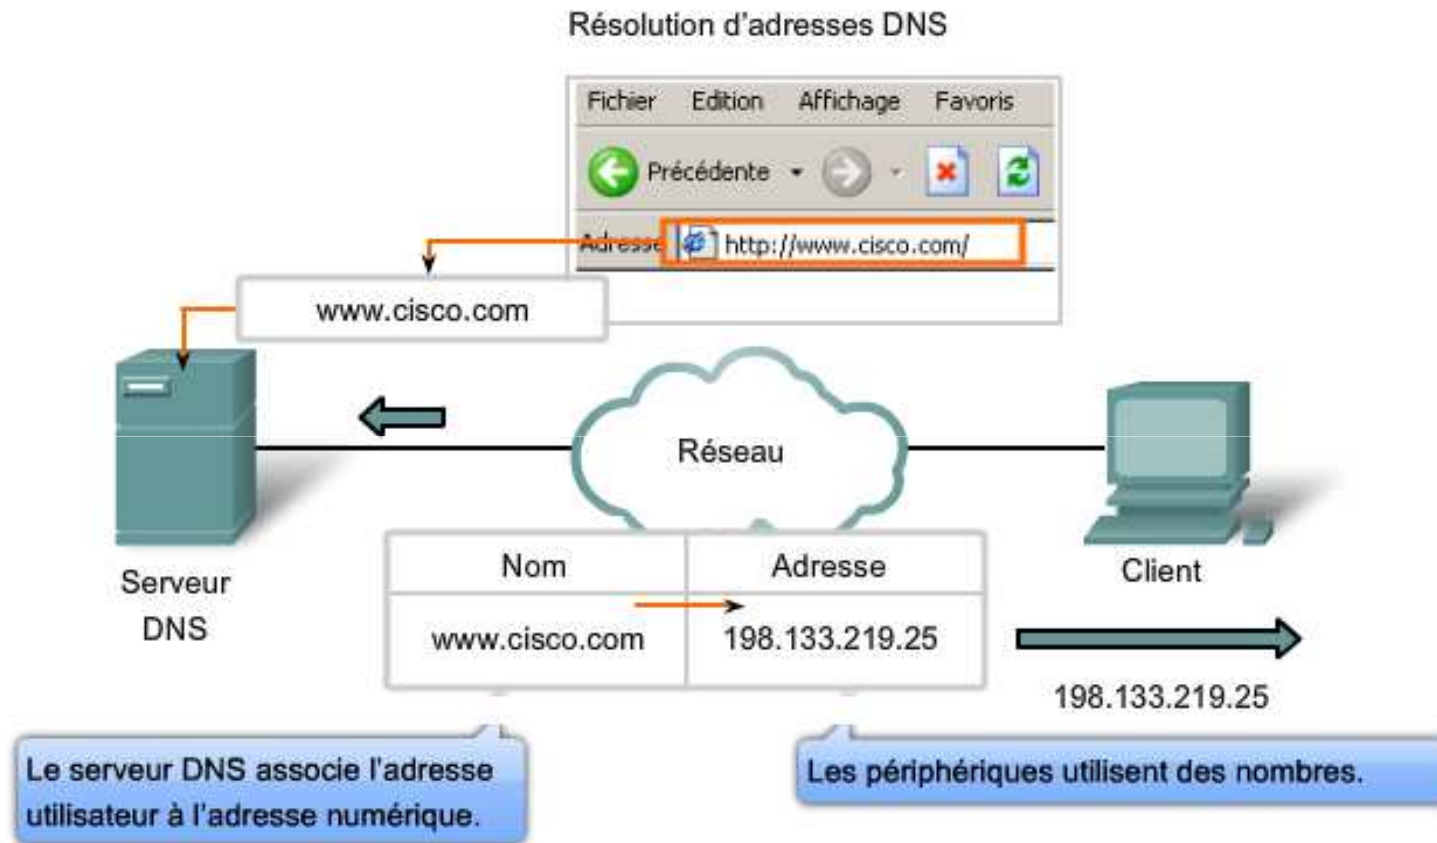 Résolution d'adresses DNS
Fichier Edition Affichage Favoris
Précédente
Adresse http://www.cisco.com/
www.cisco.com
Réseau
Serveur
DNS
Client
Nom Adresse
www.cisco.com 198.133.219.25
198.133.219.25
Le serveur DNS associe l'adresse
utilisateur à l'adresse numérique.
Les périphériques utilisent des nombres.